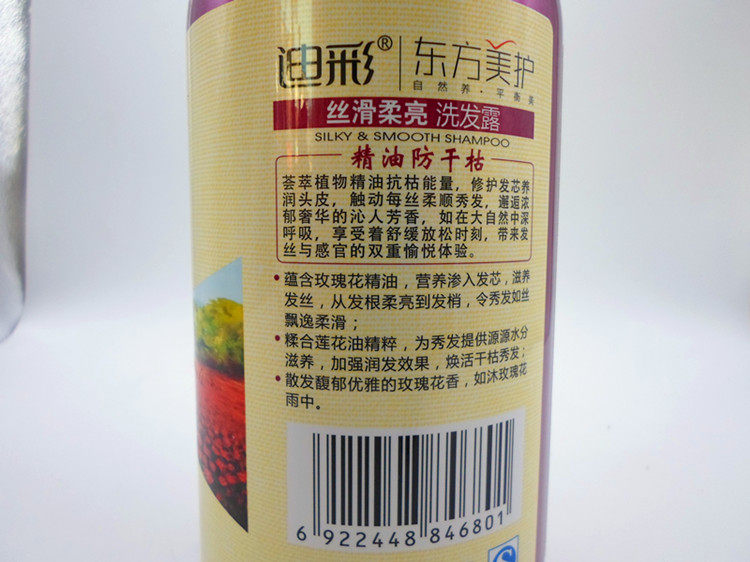 迪彩® 东方美护
自然养·平衡美
丝滑柔亮 洗发露
SILKY & SMOOTH SHAMPOO
精油防干枯
荟萃植物精油抗枯能量，修护发芯养
润头皮，触动每丝柔顺秀发，邂逅浓
郁奢华的沁人芳香，如在大自然中深
呼吸，享受着舒缓放松时刻，带来发
丝与感官的双重愉悦体验。
•蕴含玫瑰花精油，营养渗入发芯，滋养
发丝，从发根柔亮到发梢，令秀发如丝
飘逸柔滑；
•糅合莲花油精粹，为秀发提供源源水分
滋养，加强润发效果，焕活干枯秀发；
•散发馥郁优雅的玫瑰花香，如沐玫瑰花
雨中。
6 922448 846801